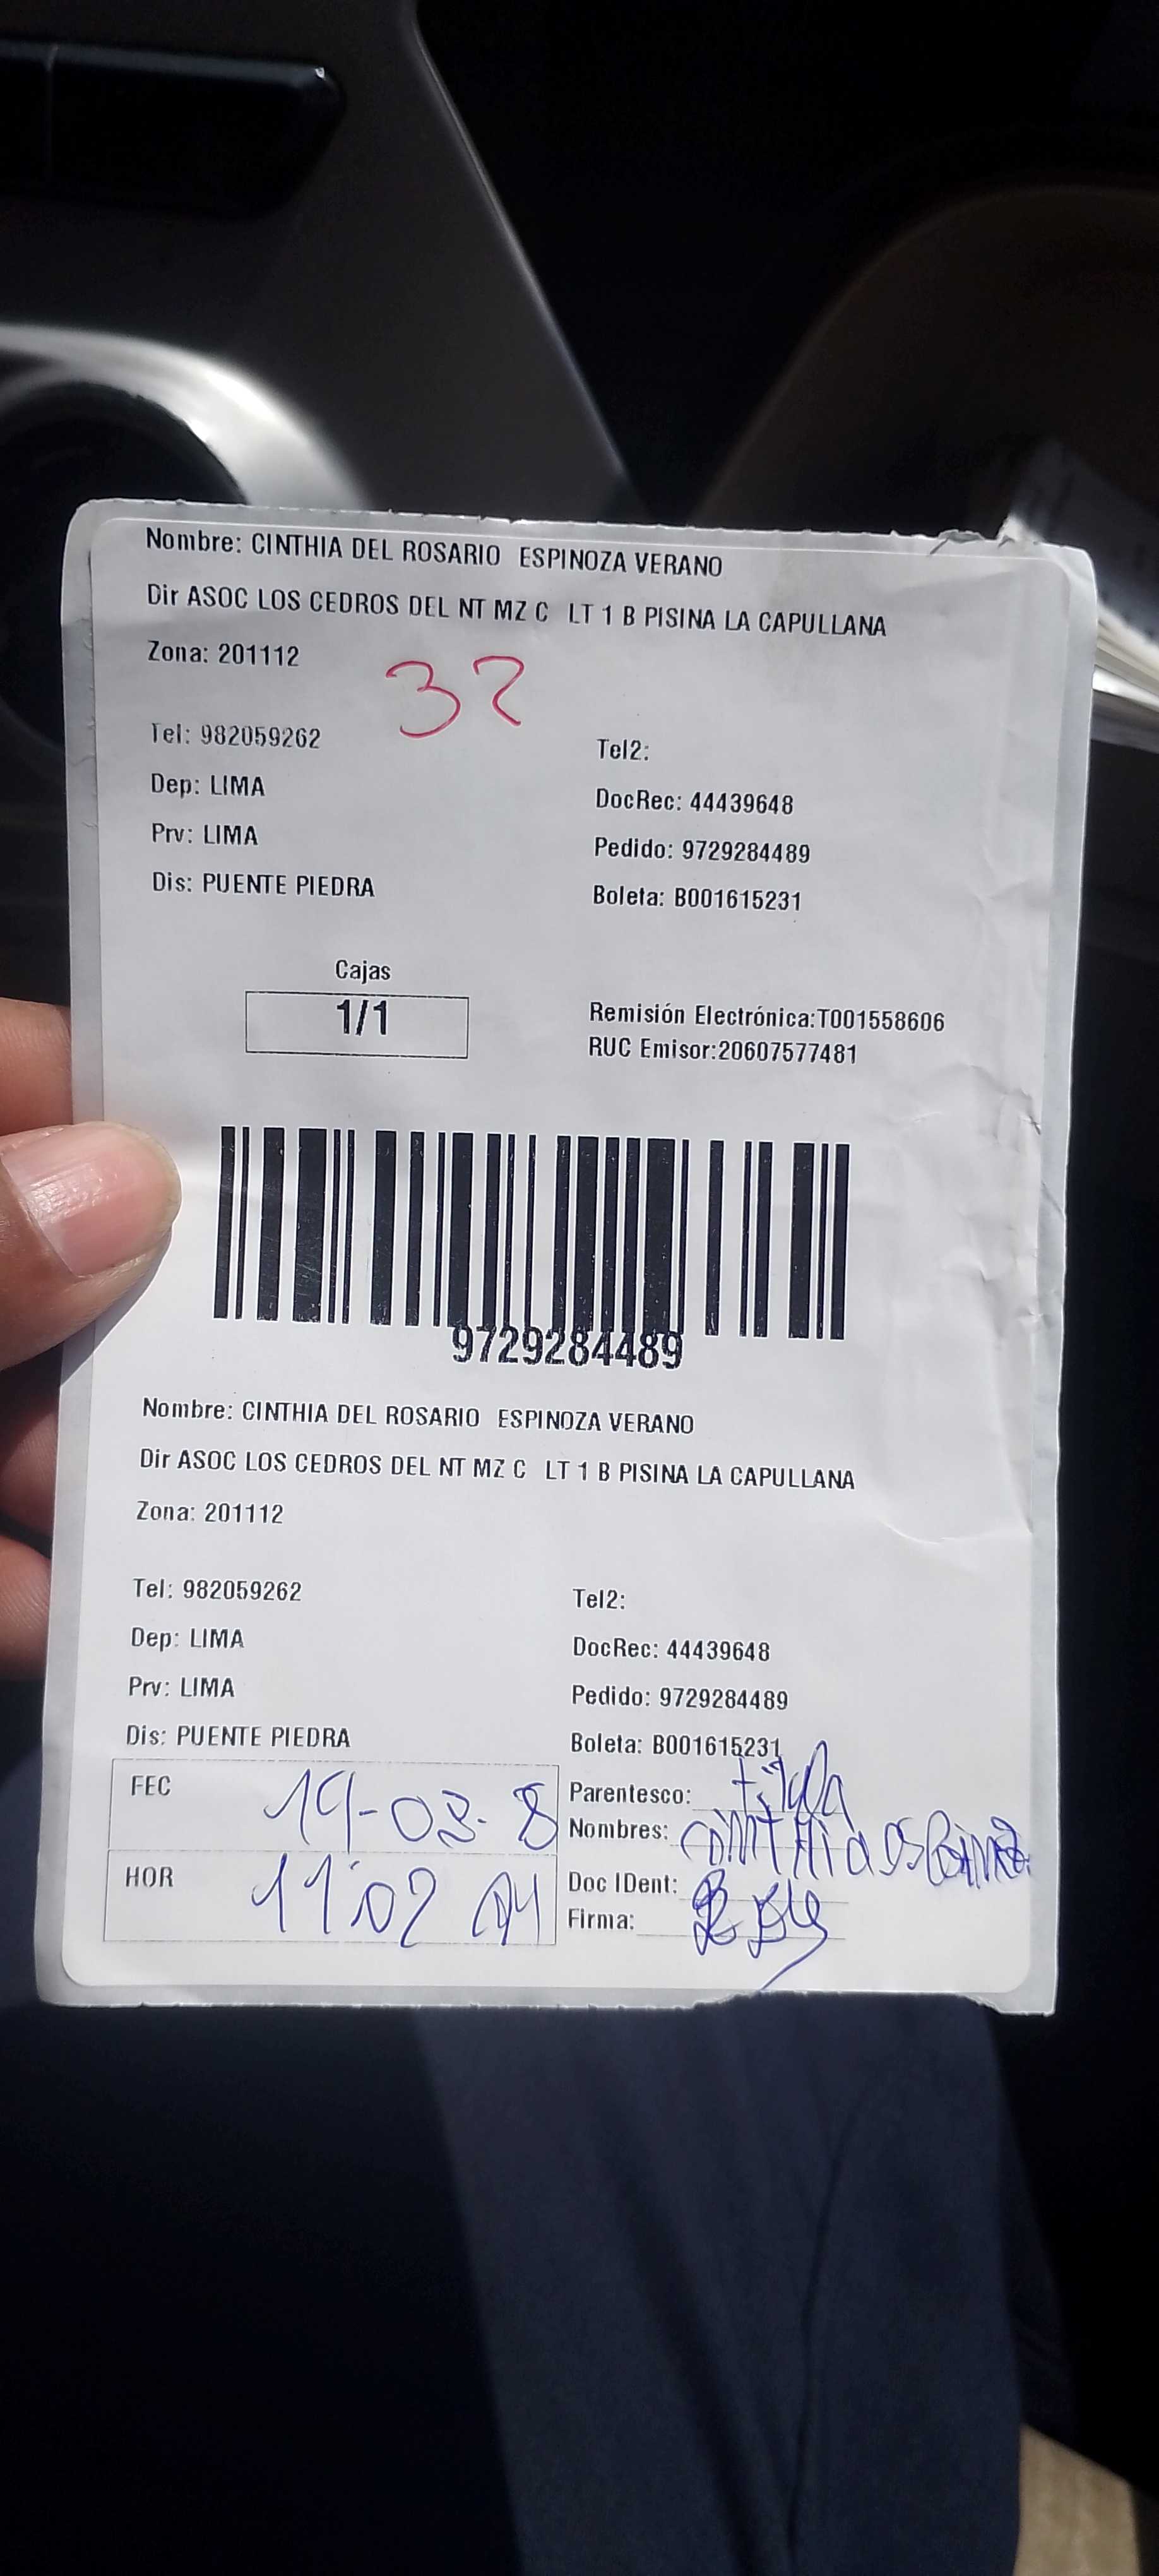 Nombre: CINTHIA DEL ROSARIO ESPINOZA VERANO
Dir ASOC LOS CEDROS DEL NT MZ C LT 1 B PISINA LA CAPULLANA
Zona: 201112
32
Tel: 982059262
Tel2:
Dep: LIMA
DocRec: 44439648
Prv: LIMA
Pedido: 9729284489
Dis: PUENTE PIEDRA
Boleta: B001615231
Cajas
1/1
Remisión Electrónica:T001558606
RUC Emisor:20607577481
9729284489
Nombre: CINTHIA DEL ROSARIO ESPINOZA VERANO
Dir ASOC LOS CEDROS DEL NT MZ C LT 1 B PISINA LA CAPULLANA
Zona: 201112
Tel: 982059262
Tel2:
Dep: LIMA
DocRec: 44439648
Prv: LIMA
Pedido: 9729284489
Dis: PUENTE PIEDRA
Boleta: B001615231
FEC
Parentesco:
Nombres:
HOR 11:02
Doc IDent:
Firma: